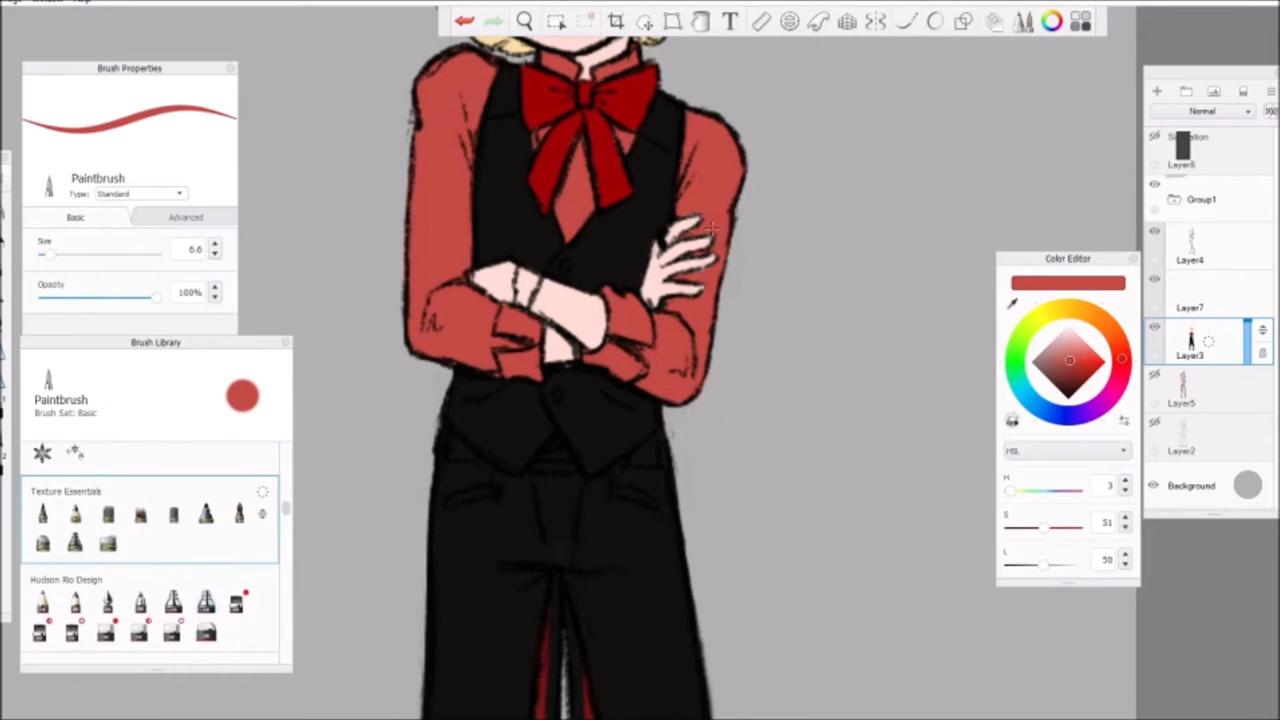 Brush Properties
Paintbrush
Type: Standard
Basic
Advanced
Size
6.6
Opacity
100%
Brush Library
Paintbrush
Brush Set: Basic
Texture Essentials
Hudson Rio Design
Color Editor
HSL
H
3
S
51
L
50
Normal
Layer6
Group1
Layer4
Layer7
Layer3
Layer5
Layer2
Background